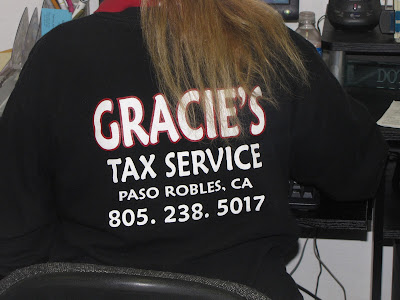 GRACIE'S
TAX SERVICE
PASO ROBLES, CA
805. 238. 5017